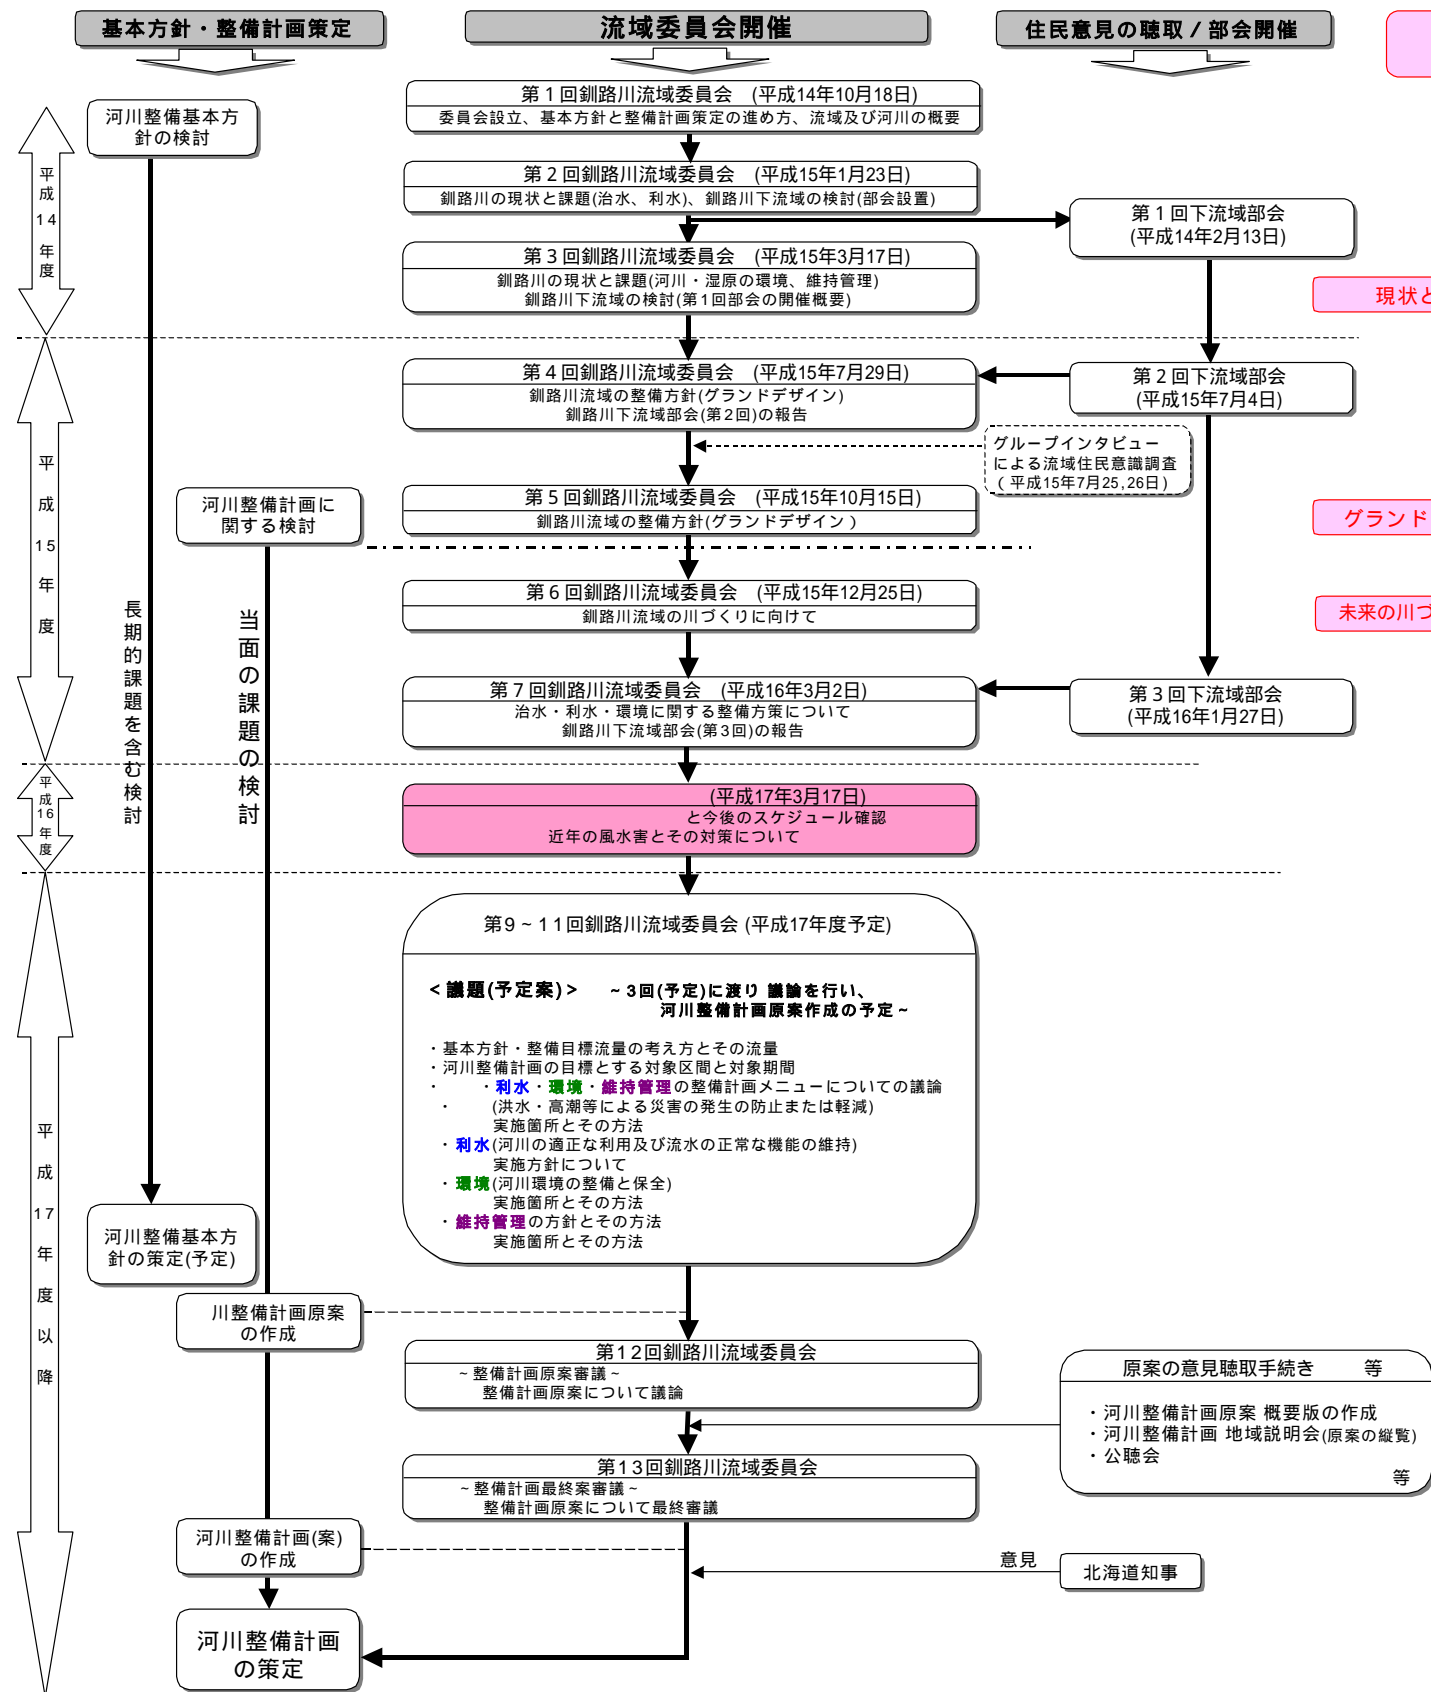 基本方針・整備計画策定
流域委員会開催
住民意見の聴取 / 部会開催
河川整備基本方
針の検討
第1回釧路川流域委員会 (平成14年10月18日)
委員会設立、基本方針と整備計画策定の進め方、流域及び河川の概要
第2回釧路川流域委員会 (平成15年1月23日)
釧路川の現状と課題(治水、利水)、釧路川下流域の検討(部会設置)
第1回下流域部会
(平成14年2月13日)
第3回釧路川流域委員会 (平成15年3月17日)
釧路川の現状と課題(河川・湿原の環境、維持管理)
釧路川下流域の検討(第1回部会の開催概要)
平成14年度
現状と
第4回釧路川流域委員会 (平成15年7月29日)
釧路川流域の整備方針(グランドデザイン)
釧路川下流域部会(第2回)の報告
第2回下流域部会
(平成15年7月4日)
グループインタビュー
による流域住民意識調査
(平成15年7月25,26日)
第5回釧路川流域委員会 (平成15年10月15日)
釧路川流域の整備方針(グランドデザイン)
河川整備計画に
関する検討
グランド
平成15年度
第6回釧路川流域委員会 (平成15年12月25日)
釧路川流域の川づくりに向けて
未来の川づ
長期的課題を含む検討
当面の課題の検討
第7回釧路川流域委員会 (平成16年3月2日)
治水・利水・環境に関する整備方策について
釧路川下流域部会(第3回)の報告
第3回下流域部会
(平成16年1月27日)
平成16年度
(平成17年3月17日)
と今後のスケジュール確認
近年の風水害とその対策について
第9~11回釧路川流域委員会 (平成17年度予定)
<議題(予定案)> ~3回(予定)に渡り 議論を行い、
河川整備計画原案作成の予定~
・基本方針・整備目標流量の考え方とその流量
・河川整備計画の目標とする対象区間と対象期間
・ ・利水・環境・維持管理の整備計画メニューについての議論
・ (洪水・高潮等による災害の発生の防止または軽減)
実施箇所とその方法
・利水(河川の適正な利用及び流水の正常な機能の維持)
実施方針について
・環境(河川環境の整備と保全)
実施箇所とその方法
・維持管理の方針とその方法
実施箇所とその方法
平成17年度以降
河川整備基本方
針の策定(予定)
川整備計画原案
の作成
第12回釧路川流域委員会
~整備計画原案審議~
整備計画原案について議論
原案の意見聴取手続き 等
・河川整備計画原案 概要版の作成
・河川整備計画 地域説明会(原案の縦覧)
・公聴会
等
第13回釧路川流域委員会
~整備計画最終案審議~
整備計画原案について最終審議
河川整備計画(案)
の作成
意見
北海道知事
河川整備計画
の策定